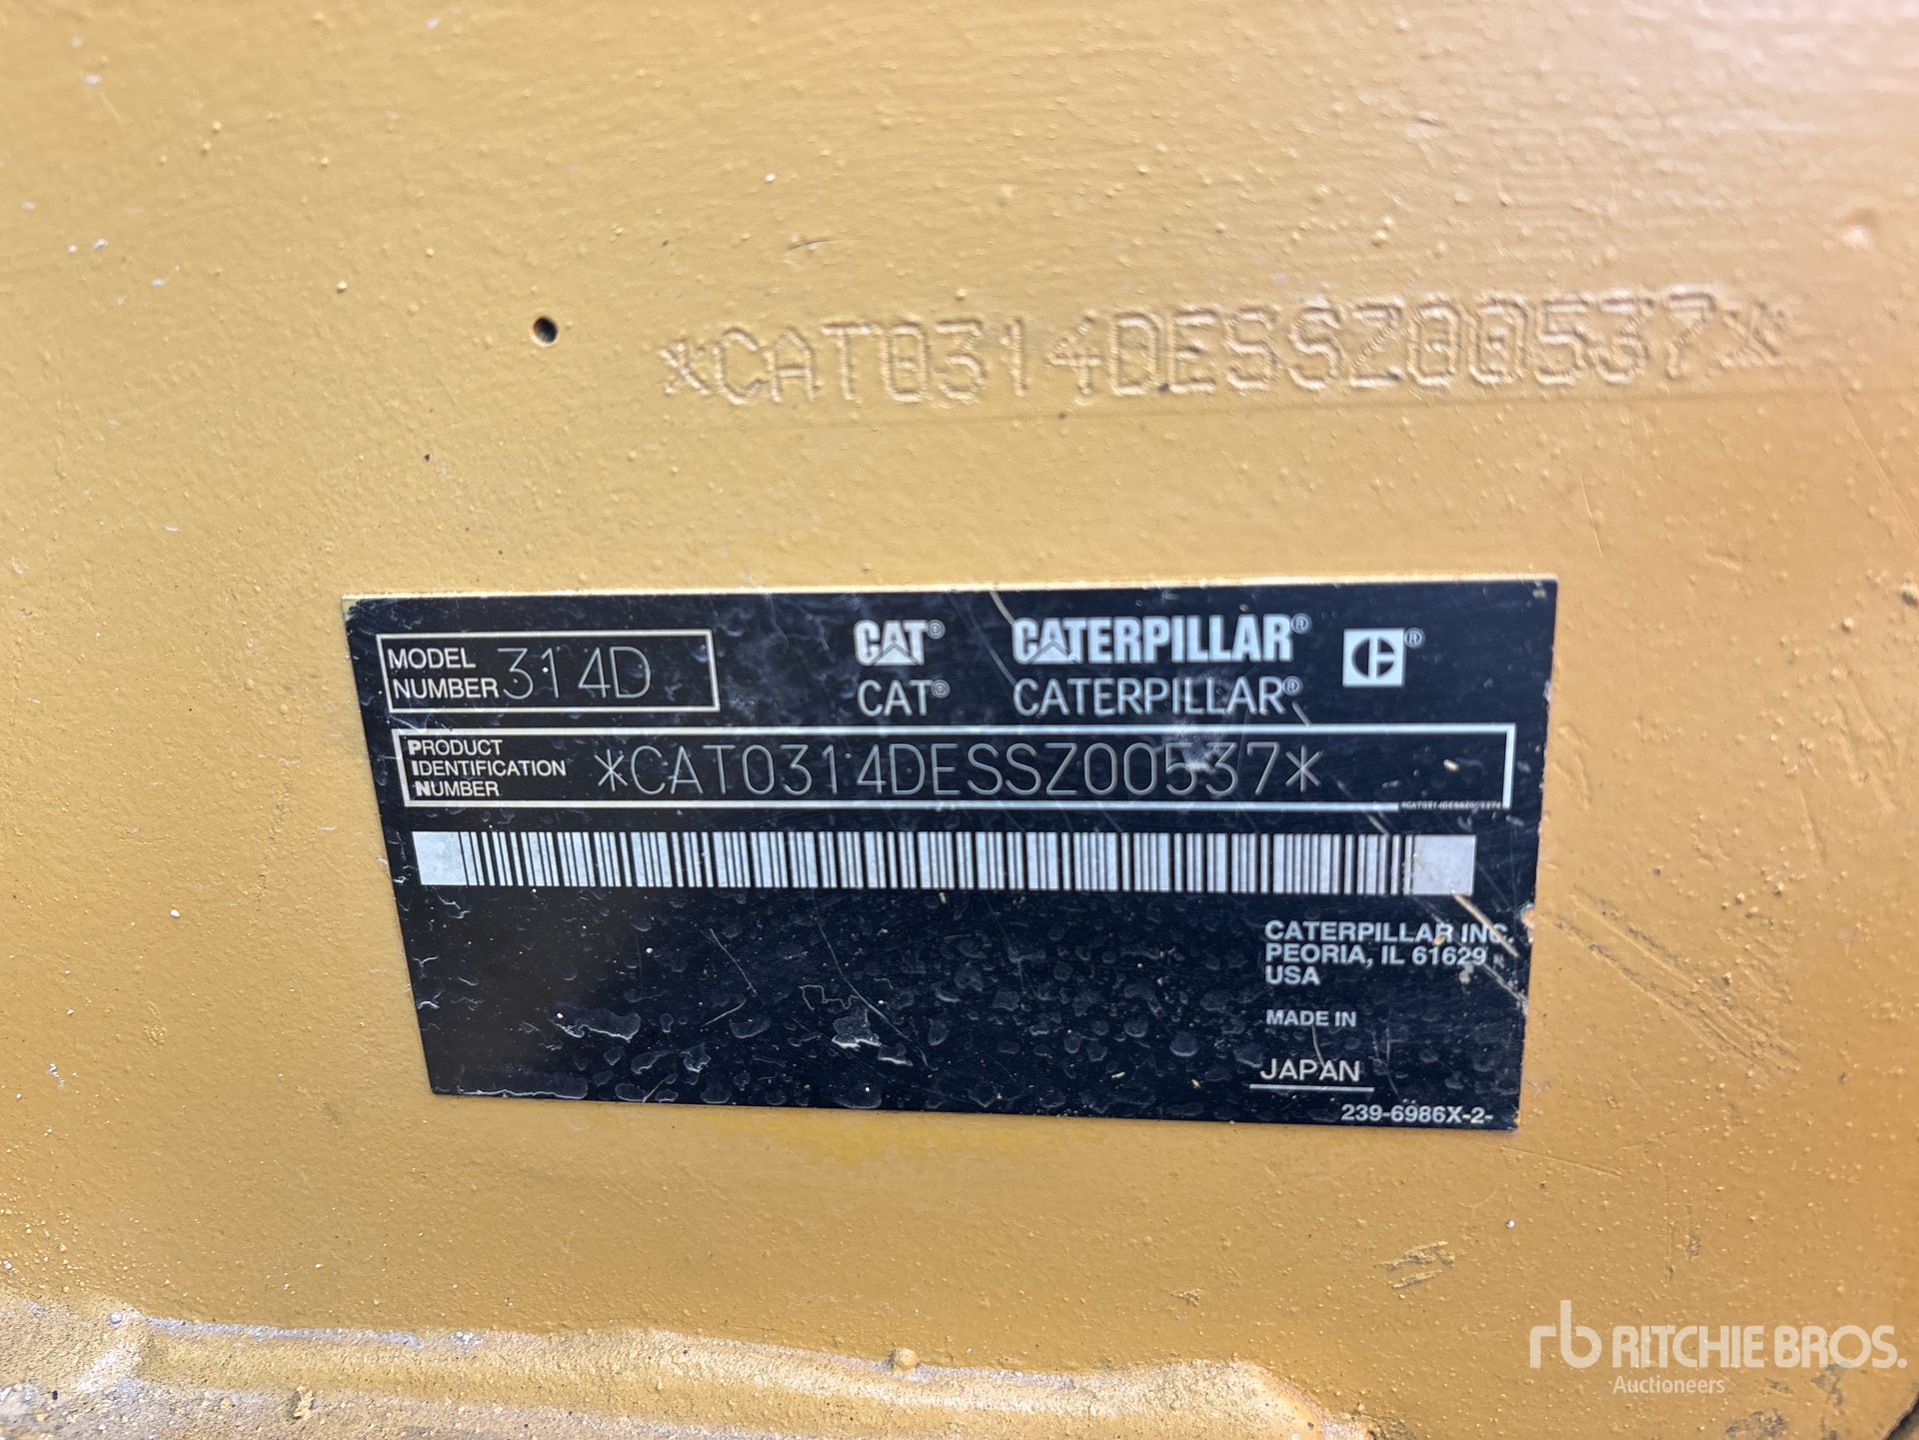 *CAT0314DESSZ00537*
MODEL NUMBER 314D
CAT® CATERPILLAR® ®
CAT® CATERPILLAR®
PRODUCT IDENTIFICATION NUMBER *CAT0314DESSZ00537*
CATERPILLAR INC.
PEORIA, IL 61629
USA
MADE IN
JAPAN
239-6986X-2-
rb RITCHIE BROS.
Auctioneers